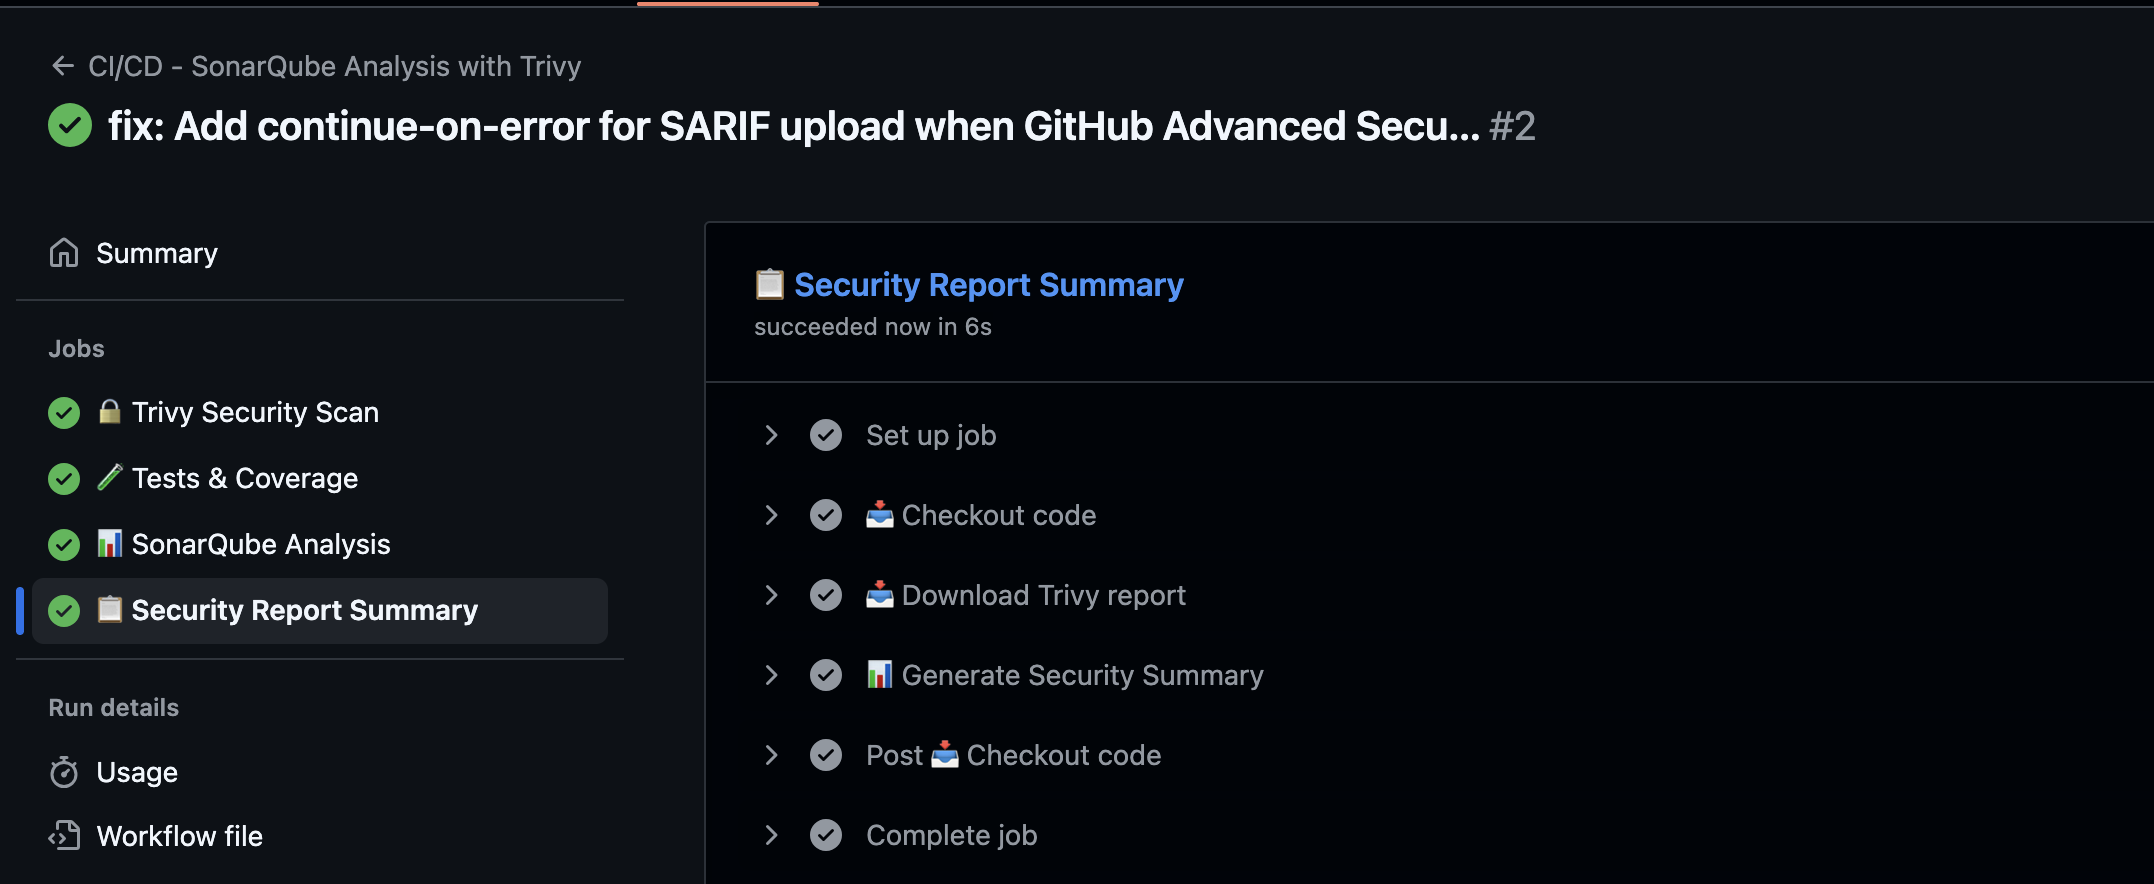 CI/CD - SonarQube Analysis with Trivy
fix: Add continue-on-error for SARIF upload when GitHub Advanced Secu... #2
Summary
Jobs
Trivy Security Scan
Tests & Coverage
SonarQube Analysis
Security Report Summary
Run details
Usage
Workflow file
Security Report Summary
succeeded now in 6s
Set up job
Checkout code
Download Trivy report
Generate Security Summary
Post Checkout code
Complete job